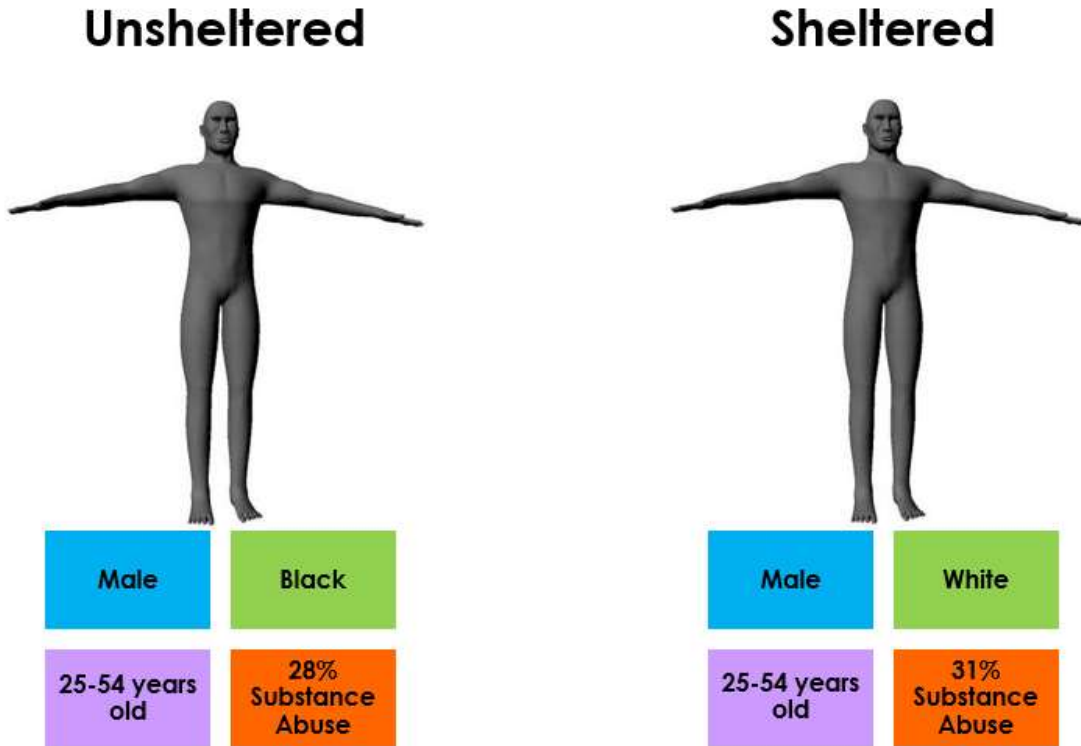 Unsheltered
Sheltered
Male
Black
Male
White
25-54 years
old
28%
Substance
Abuse
25-54 years
old
31%
Substance
Abuse